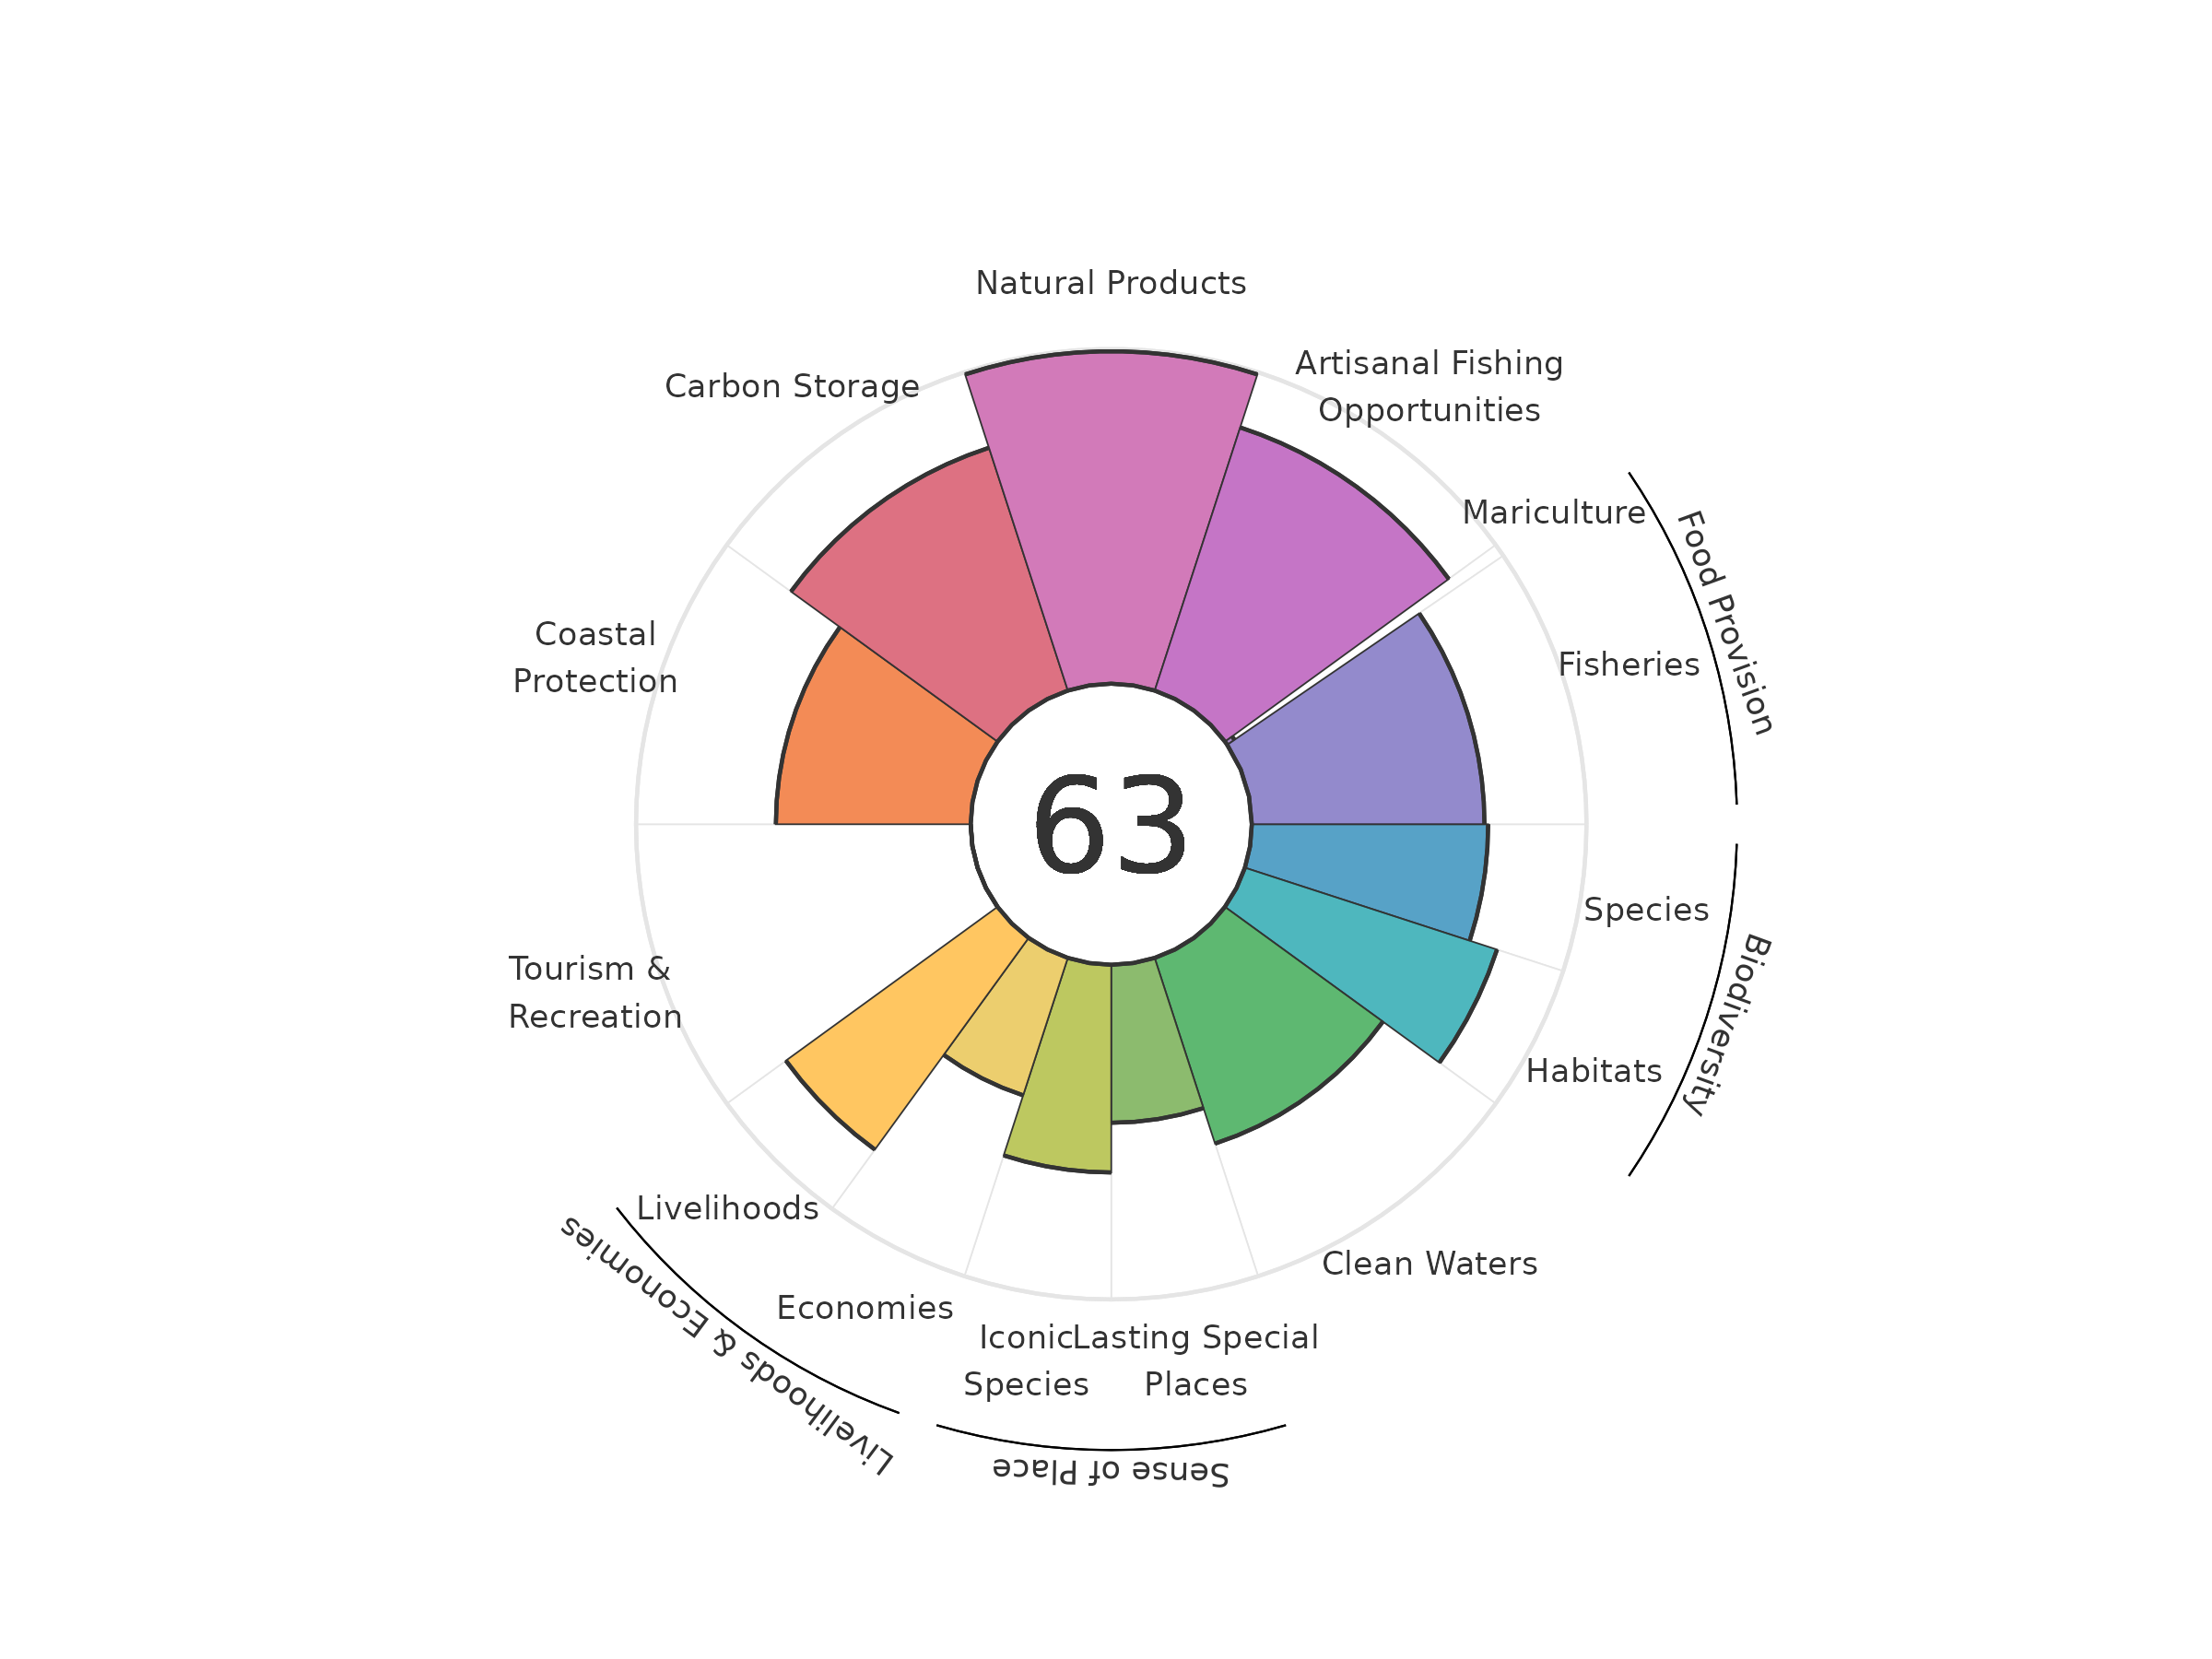 Natural Products
Artisanal Fishing
Opportunities
Carbon Storage
Mariculture
Food Provision
Fisheries
Coastal
Protection
63
Species
Biodiversity
Tourism &
Recreation
Habitats
Livelihoods
Livelihoods & Economies
Clean Waters
Economies
Iconic
Species
Lasting Special
Places
Sense of Place